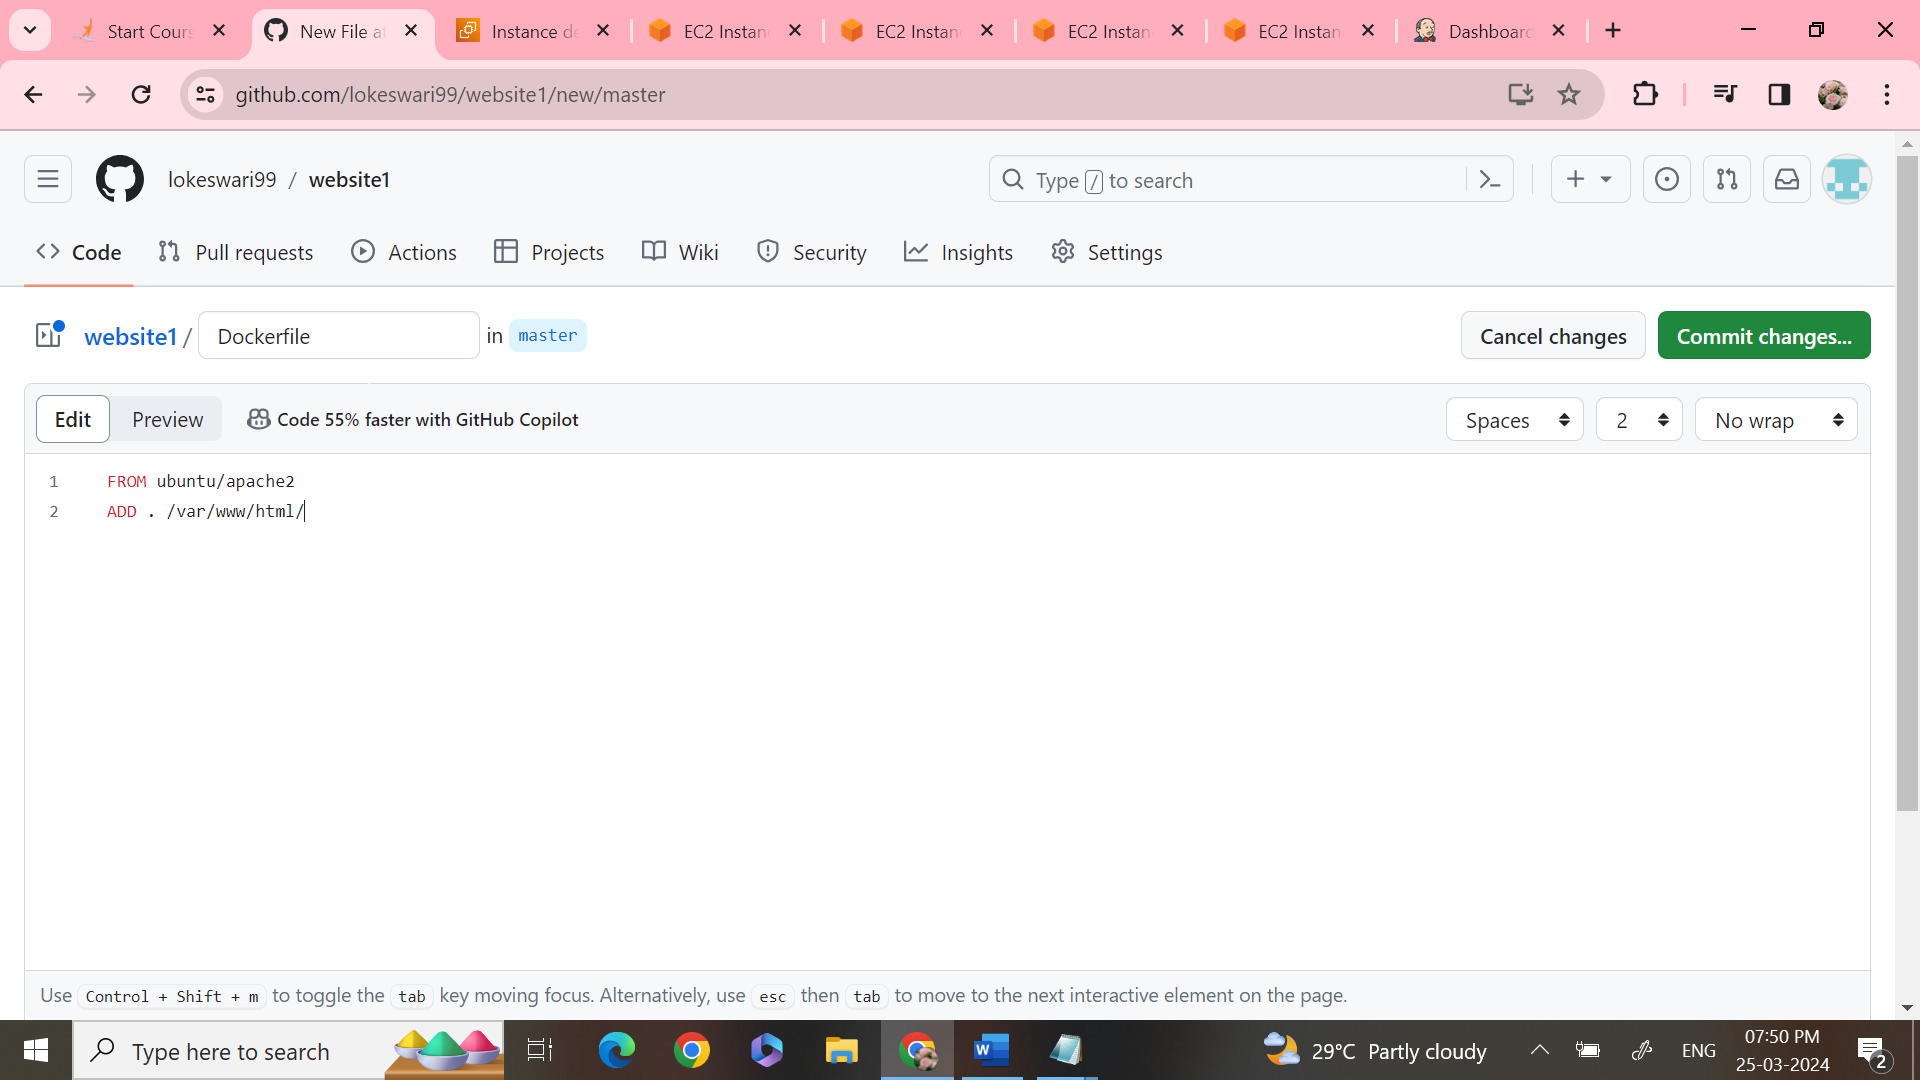 Start Cours
New File at
Instance de
EC2 Instan
EC2 Instan
EC2 Instan
EC2 Instan
Dashboard
github.com/lokeswari99/website1/new/master
lokeswari99 / website1
Type / to search
Code
Pull requests
Actions
Projects
Wiki
Security
Insights
Settings
website1 / Dockerfile in master
Cancel changes
Commit changes...
Edit
Preview
Code 55% faster with GitHub Copilot
Spaces
2
No wrap
1 FROM ubuntu/apache2
2 ADD . /var/www/html/
Use Control + Shift + m to toggle the tab key moving focus. Alternatively, use esc then tab to move to the next interactive element on the page.
Type here to search
29°C Partly cloudy
ENG
07:50 PM
25-03-2024
2